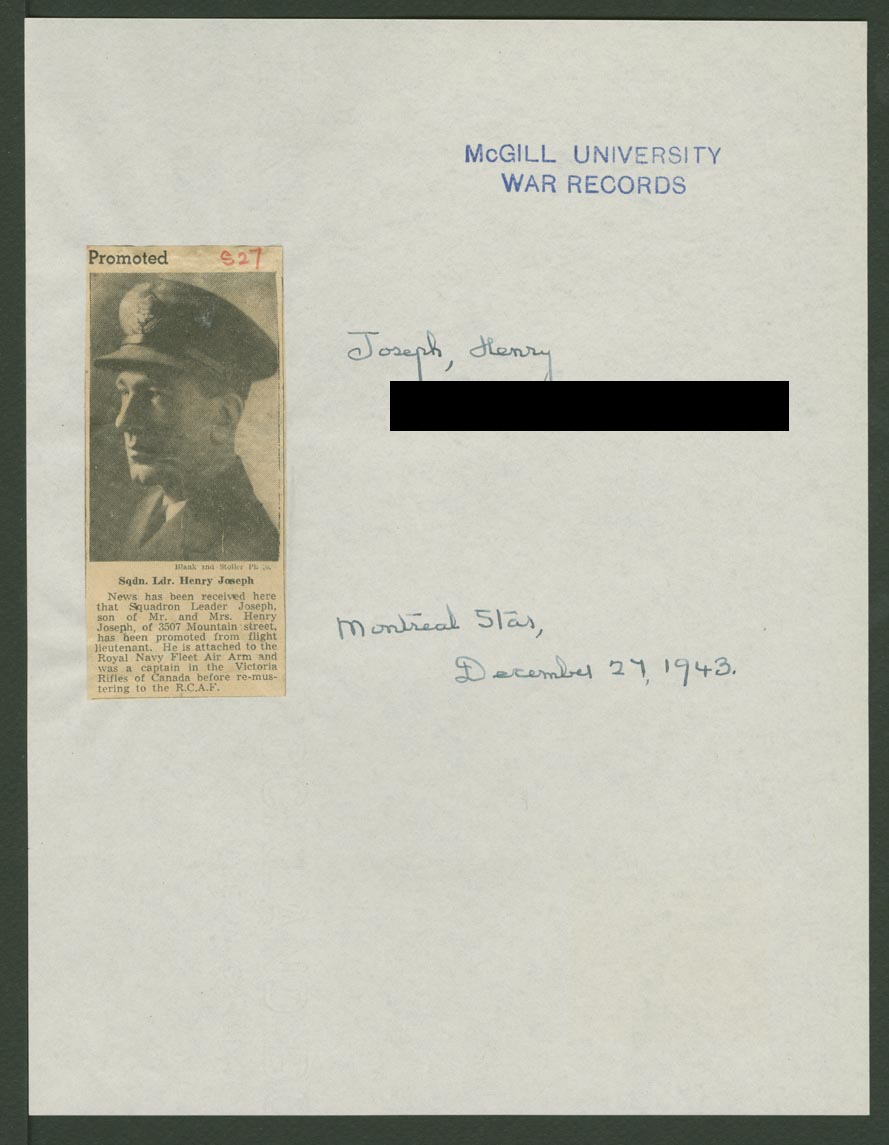 McGILL UNIVERSITY
WAR RECORDS
Promoted S27
Joseph, Henry
Blank and Stoller
Sqdn. Ldr. Henry Joseph
News has been received here
that Squadron Leader Joseph,
son of Mr. and Mrs. Henry
Joseph, of 3507 Mountain street,
has been promoted from flight
lieutenant. He is attached to the
Royal Navy Fleet Air Arm and
was a captain in the Victoria
Rifles of Canada before re-mus-
tering to the R.C.A.F.
Montreal Star,
December 27, 1943.